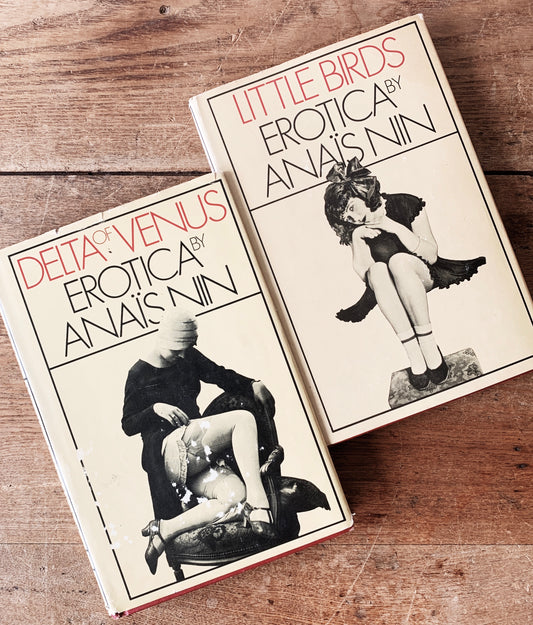 DELTA OF VENUS
EROTICA BY
ANAÏS NIN
LITTLE BIRDS
EROTICA BY
ANAÏS NIN